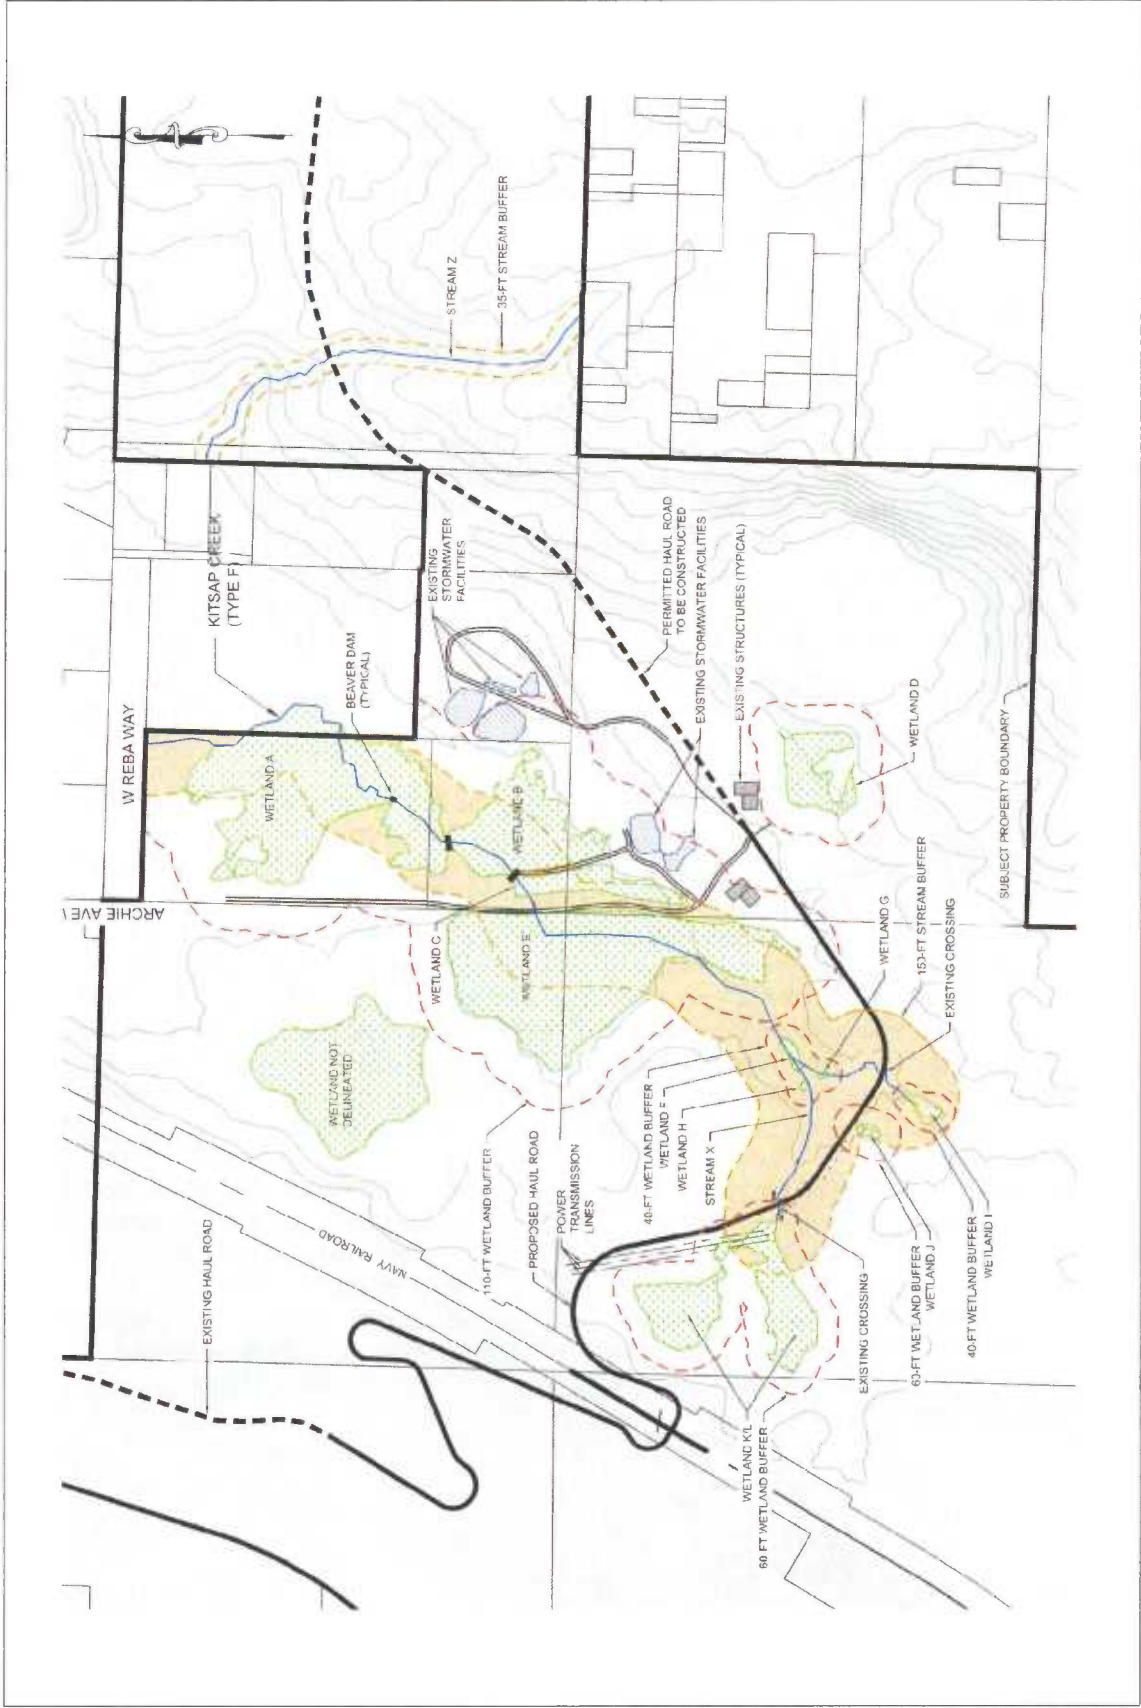 W REBA WAY
ARCHIE AVE
KITSAP CREEK
(TYPE F)
BEAVER DAM
(TYPICAL)
EXISTING
STORMWATER
FACILITIES
STREAM Z
35-FT STREAM BUFFER
WETLAND A
WETLAND B
WETLAND C
WETLAND E
WETLAND NOT
DELINEATED
PERMITTED HAUL ROAD
TO BE CONSTRUCTED
EXISTING STORMWATER FACILITIES
EXISTING STRUCTURES (TYPICAL)
WETLAND D
SUBJECT PROPERTY BOUNDARY
EXISTING HAUL ROAD
NAVY RAILROAD
110-FT WETLAND BUFFER
PROPOSED HAUL ROAD
POWER
TRANSMISSION
LINES
40-FT WETLAND BUFFER
WETLAND F
WETLAND H
STREAM X
WETLAND G
150-FT STREAM BUFFER
EXISTING CROSSING
WETLAND K/L
60 FT WETLAND BUFFER
EXISTING CROSSING
60-FT WETLAND BUFFER
WETLAND J
40-FT WETLAND BUFFER
WETLAND I